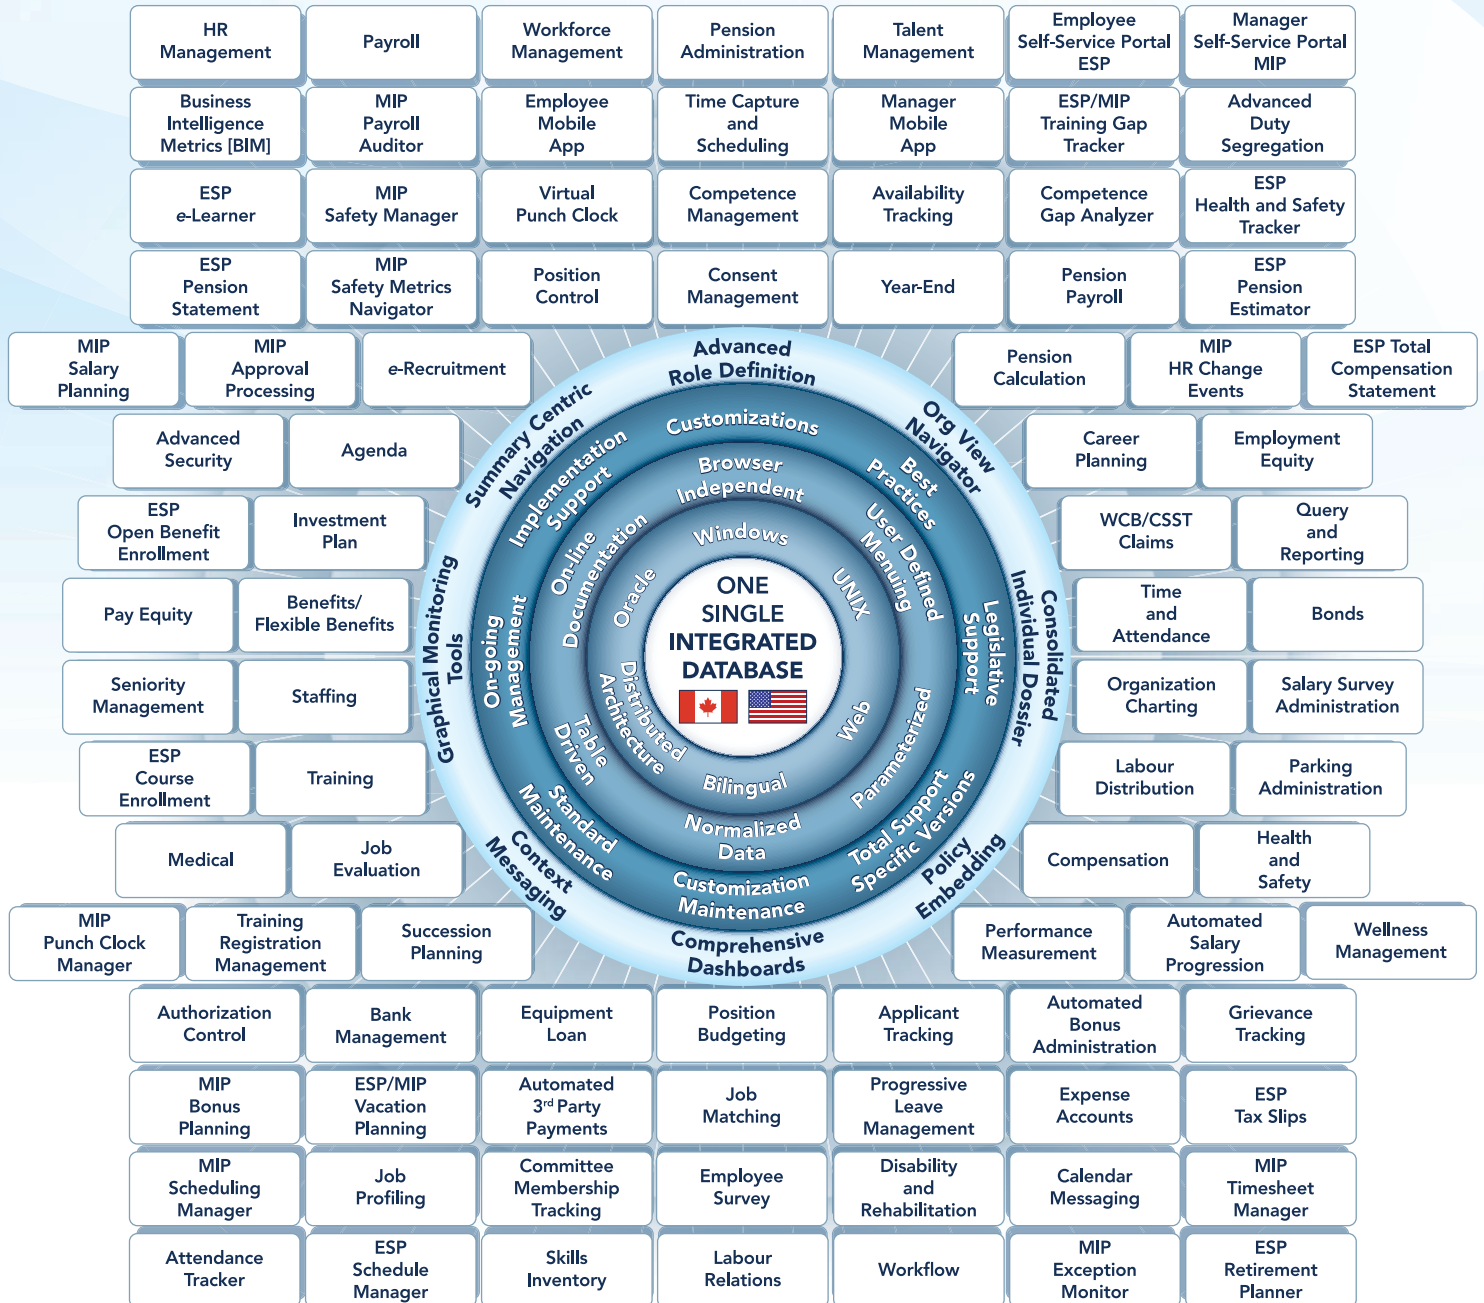 HR
Management
Payroll
Workforce
Management
Pension
Administration
Talent
Management
Employee
Self-Service Portal
ESP
Manager
Self-Service Portal
MIP
Business
Intelligence
Metrics [BIM]
MIP
Payroll
Auditor
Employee
Mobile
App
Time Capture
and
Scheduling
Manager
Mobile
App
ESP/MIP
Training Gap
Tracker
Advanced
Duty
Segregation
ESP
e-Learner
MIP
Safety Manager
Virtual
Punch Clock
Competence
Management
Availability
Tracking
Competence
Gap Analyzer
ESP
Health and Safety
Tracker
ESP
Pension
Statement
MIP
Safety Metrics
Navigator
Position
Control
Consent
Management
Year-End
Pension
Payroll
ESP
Pension
Estimator
MIP
Salary
Planning
MIP
Approval
Processing
e-Recruitment
Pension
Calculation
MIP
HR Change
Events
ESP Total
Compensation
Statement
Advanced
Security
Agenda
Career
Planning
Employment
Equity
ESP
Open Benefit
Enrollment
Investment
Plan
WCB/CSST
Claims
Query
and
Reporting
Pay Equity
Benefits/
Flexible Benefits
Time
and
Attendance
Bonds
Seniority
Management
Staffing
Organization
Charting
Salary Survey
Administration
ESP
Course
Enrollment
Training
Labour
Distribution
Parking
Administration
Medical
Job
Evaluation
Compensation
Health
and
Safety
MIP
Punch Clock
Manager
Training
Registration
Management
Succession
Planning
Performance
Measurement
Automated
Salary
Progression
Wellness
Management
Advanced
Role Definition
Org View
Navigator
Consolidated
Individual Dossier
Policy
Embedding
Comprehensive
Dashboards
Context
Messaging
Graphical Monitoring
Tools
Summary Centric
Navigation
Customizations
Best
Practices
Legislative
Support
Total Support
Specific Versions
Customization
Maintenance
Standard
Maintenance
On-going
Management
Implementation
Support
Browser
Independent
User Defined
Menuing
Parameterized
Normalized
Data
Table
Driven
On-line
Documentation
Windows
UNIX
Web
Bilingual
Distributed
Architecture
Oracle
ONE
SINGLE
INTEGRATED
DATABASE
Authorization
Control
Bank
Management
Equipment
Loan
Position
Budgeting
Applicant
Tracking
Automated
Bonus
Administration
Grievance
Tracking
MIP
Bonus
Planning
ESP/MIP
Vacation
Planning
Automated
3rd Party
Payments
Job
Matching
Progressive
Leave
Management
Expense
Accounts
ESP
Tax Slips
MIP
Scheduling
Manager
Job
Profiling
Committee
Membership
Tracking
Employee
Survey
Disability
and
Rehabilitation
Calendar
Messaging
MIP
Timesheet
Manager
Attendance
Tracker
ESP
Schedule
Manager
Skills
Inventory
Labour
Relations
Workflow
MIP
Exception
Monitor
ESP
Retirement
Planner